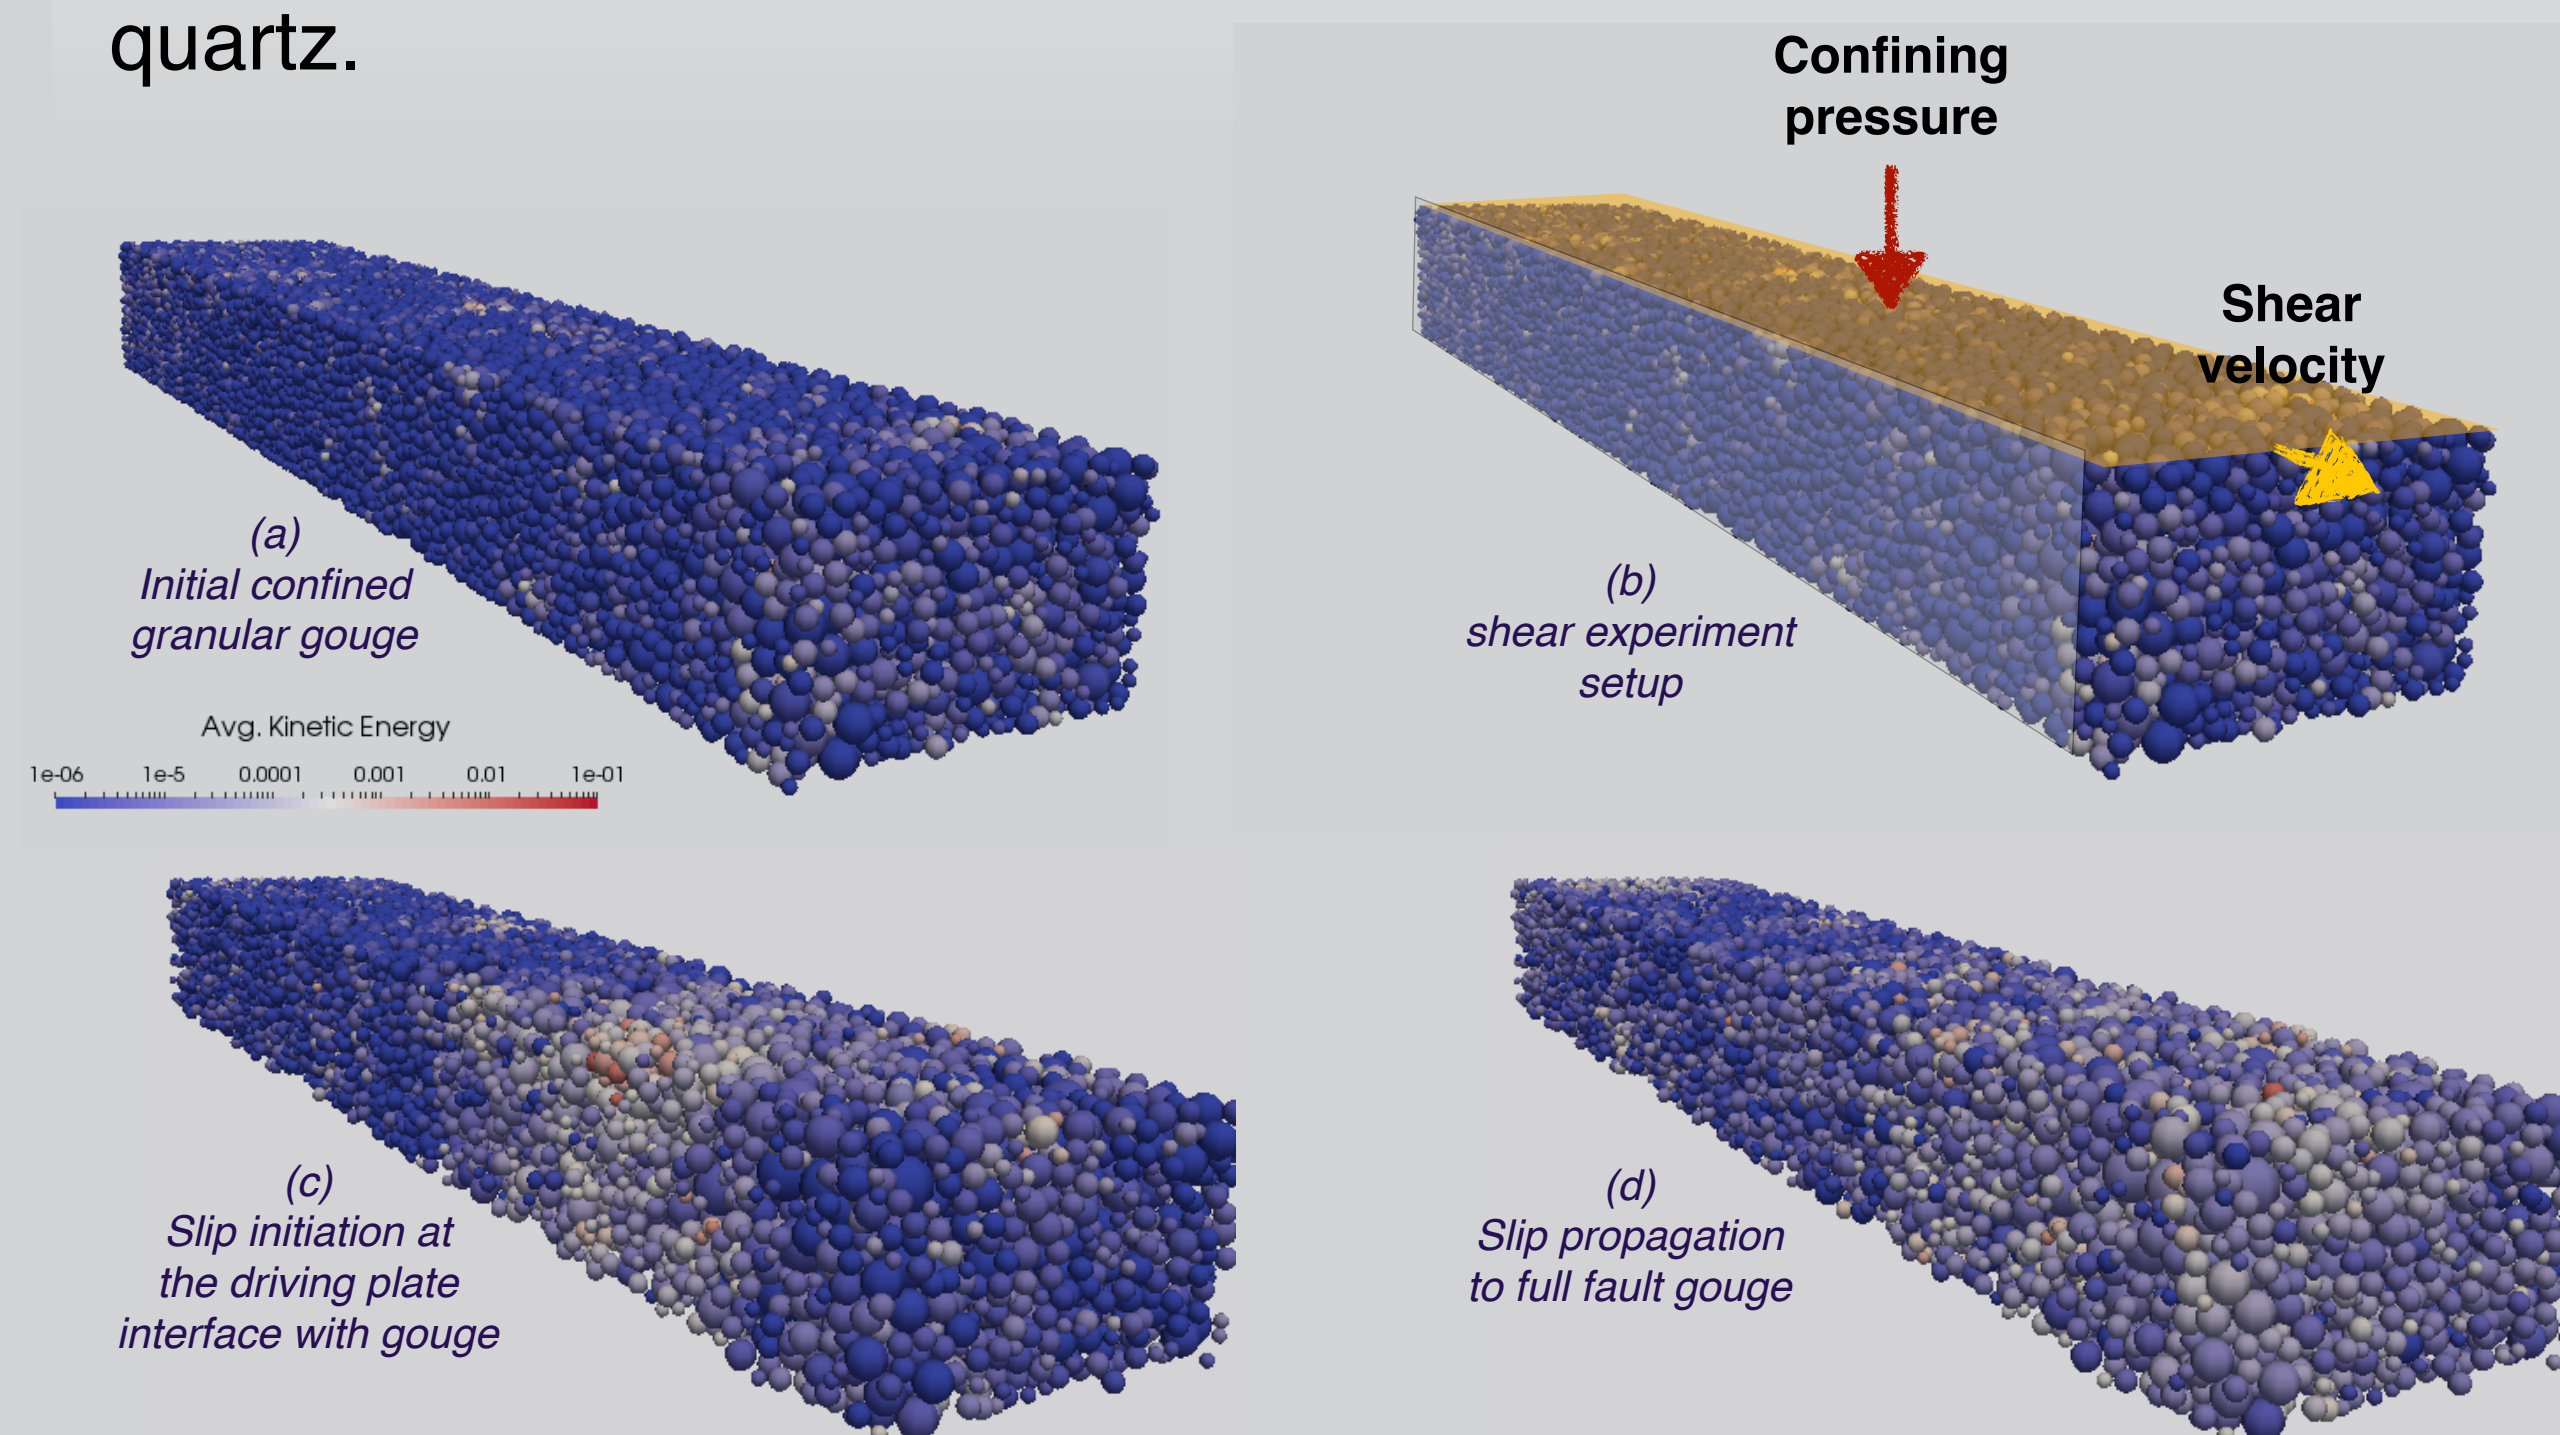 quartz.
Confining
pressure
Shear
velocity
(a)
Initial confined
granular gouge
Avg. Kinetic Energy
1e-06 1e-5 0.0001 0.001 0.01 1e-01
(b)
shear experiment
setup
(c)
Slip initiation at
the driving plate
interface with gouge
(d)
Slip propagation
to full fault gouge